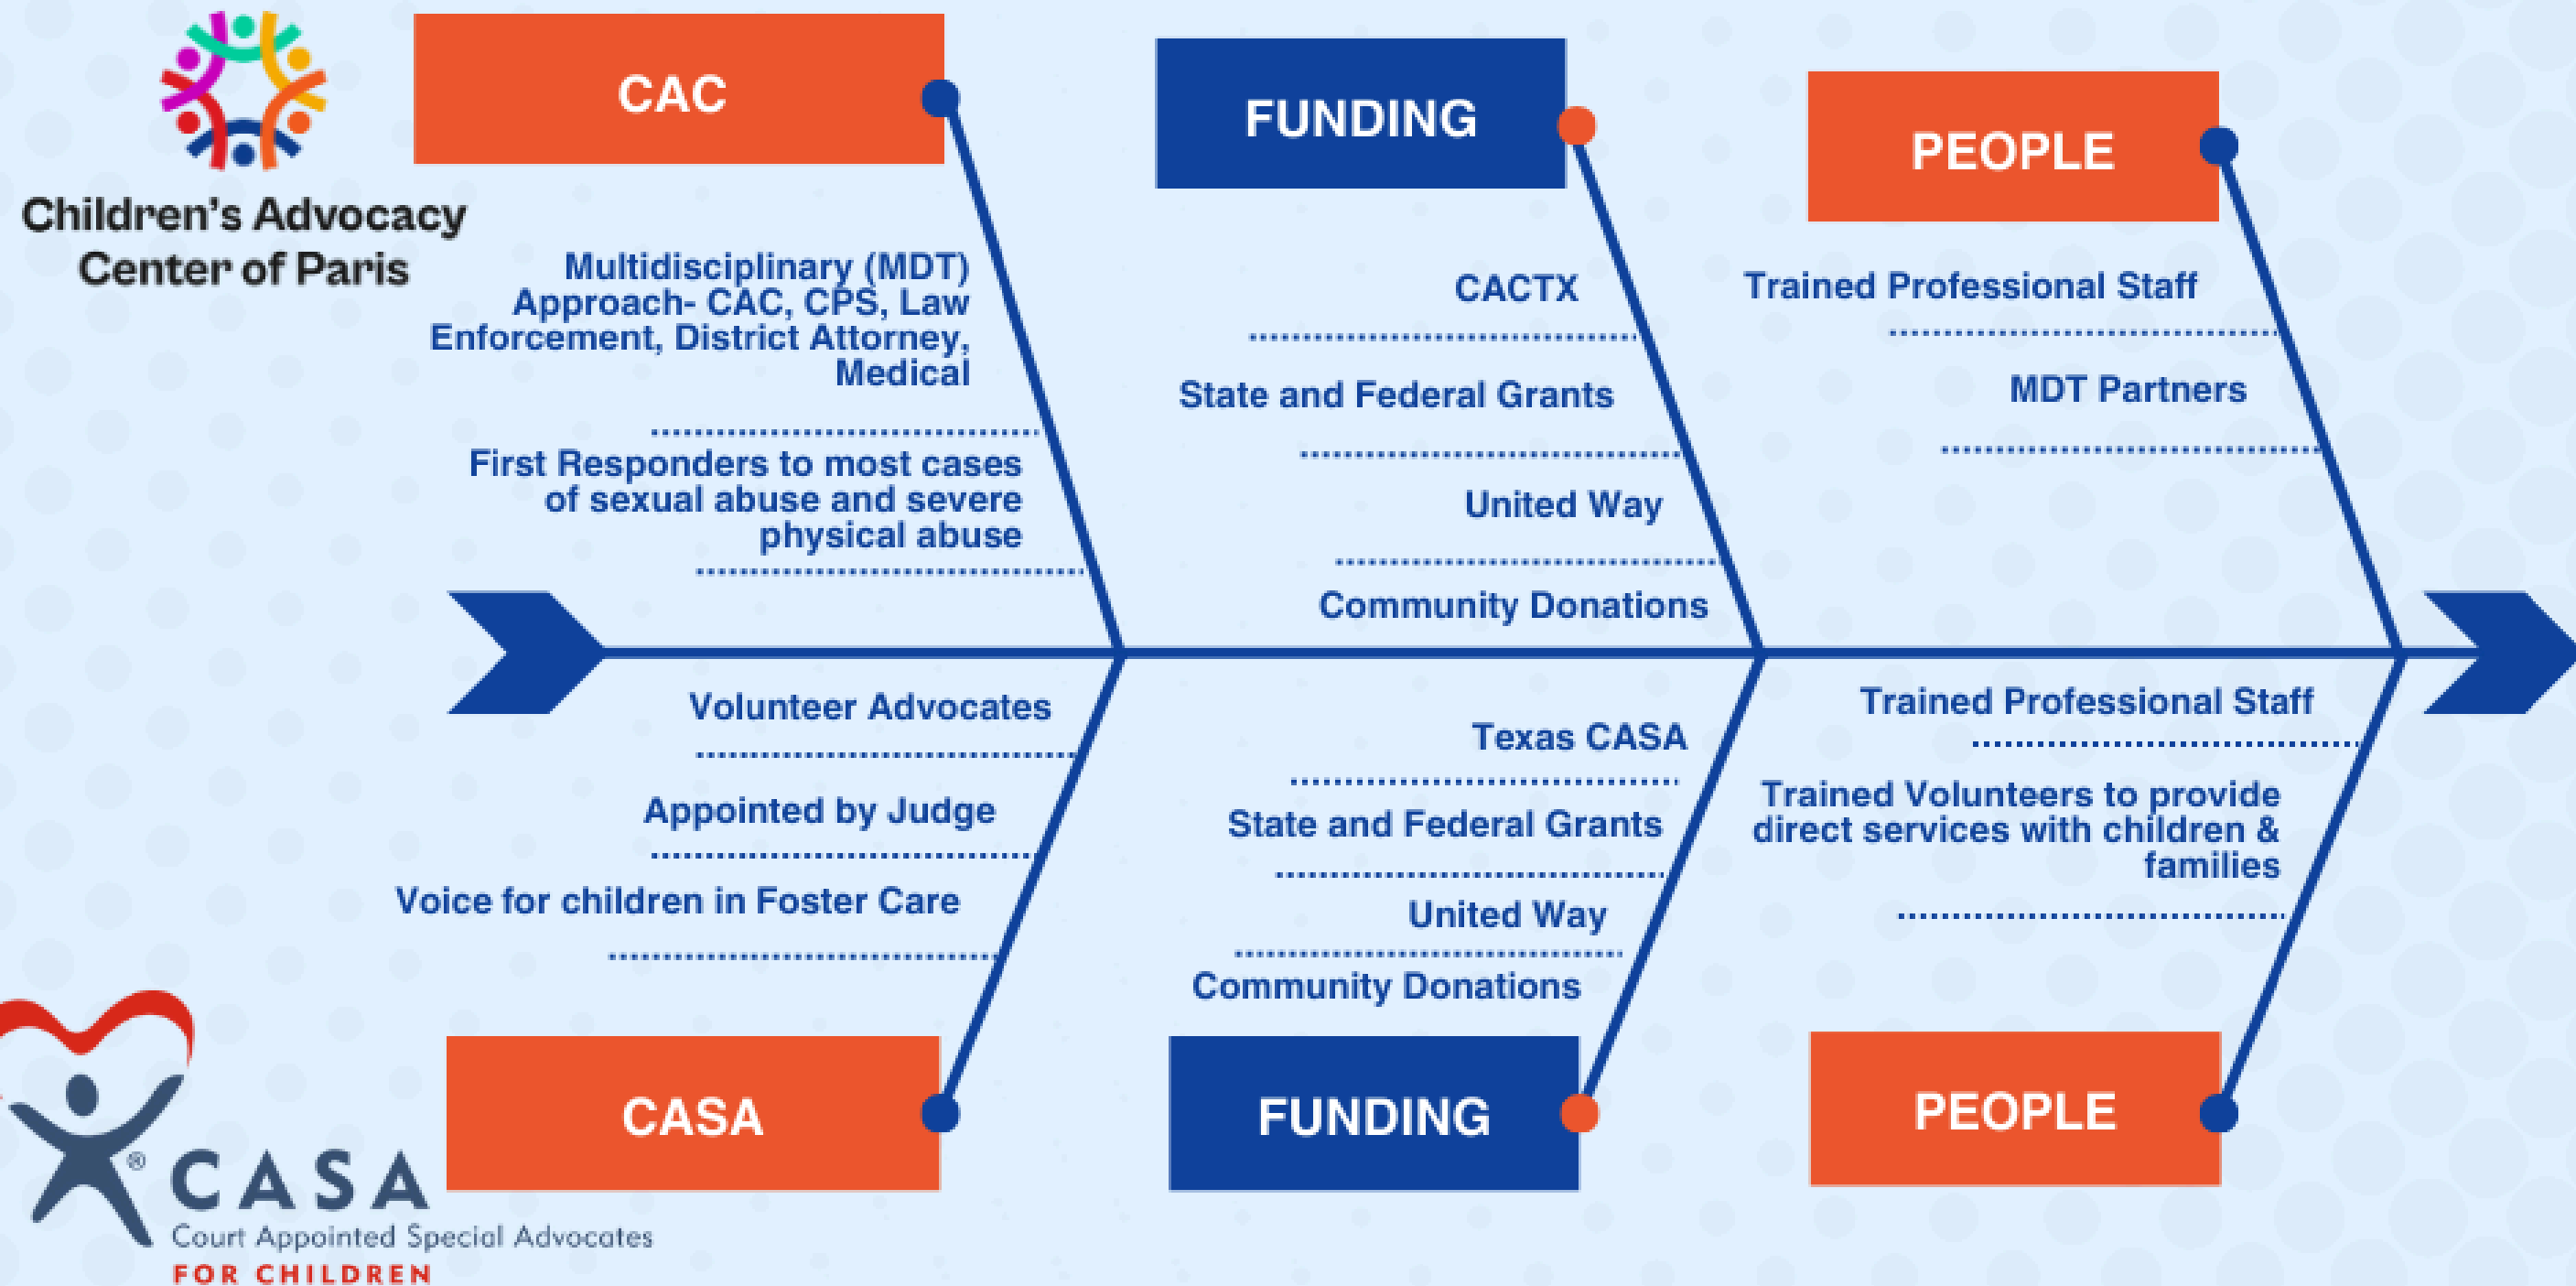 Children's Advocacy
Center of Paris
CAC
Multidisciplinary (MDT)
Approach- CAC, CPS, Law
Enforcement, District Attorney,
Medical
First Responders to most cases
of sexual abuse and severe
physical abuse
FUNDING
CACTX
State and Federal Grants
United Way
Community Donations
PEOPLE
Trained Professional Staff
MDT Partners
Volunteer Advocates
Appointed by Judge
Voice for children in Foster Care
CASA
Texas CASA
State and Federal Grants
United Way
Community Donations
FUNDING
Trained Professional Staff
Trained Volunteers to provide
direct services with children &
families
PEOPLE
® CASA
Court Appointed Special Advocates
FOR CHILDREN